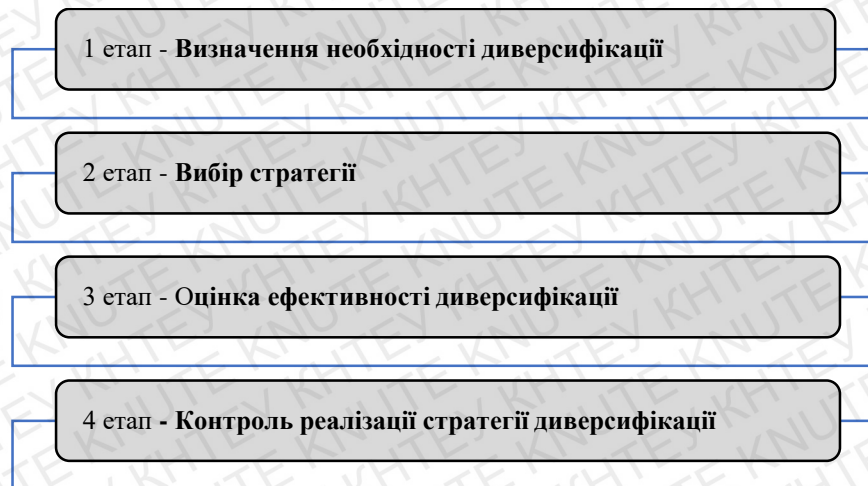 1 етап - Визначення необхідності диверсифікації
2 етап - Вибір стратегії
3 етап - Оцінка ефективності диверсифікації
4 етап - Контроль реалізації стратегії диверсифікації